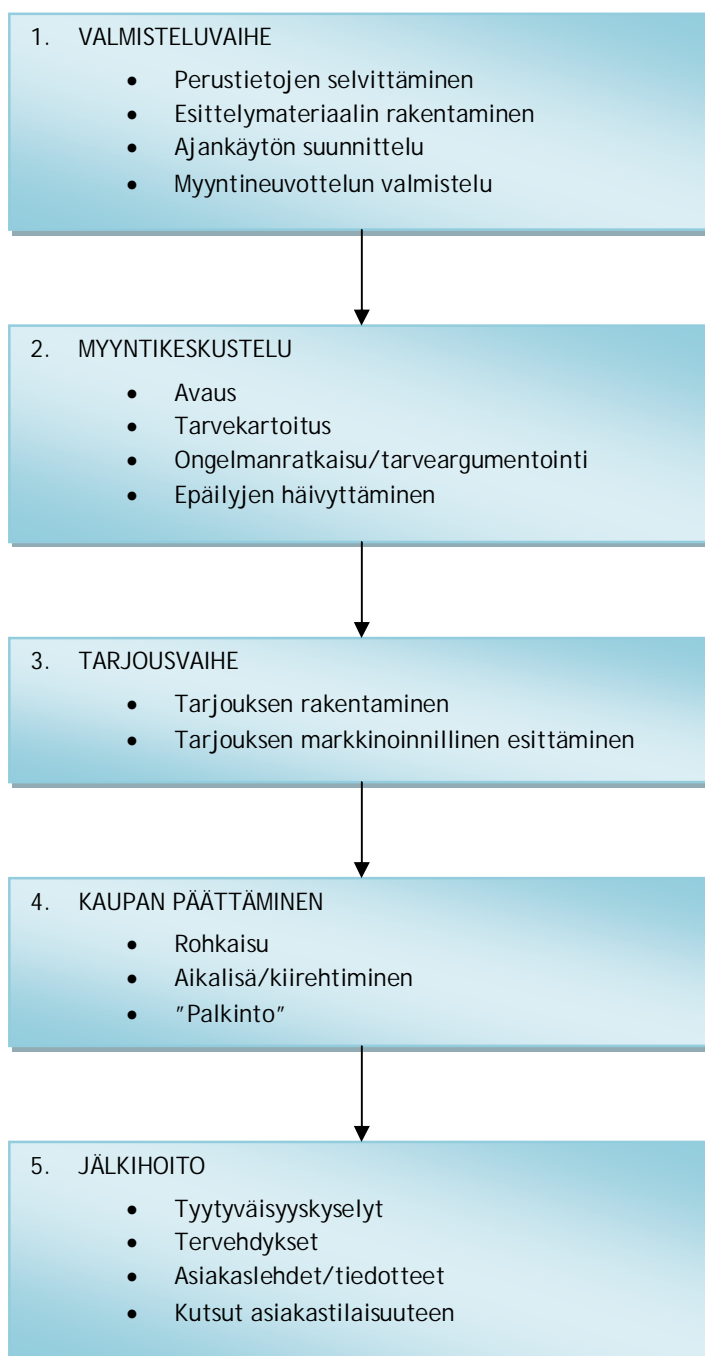 1. VALMISTELUVAIHE
• Perustietojen selvittäminen
• Esittelymateriaalin rakentaminen
• Ajankäytön suunnittelu
• Myyntineuvottelun valmistelu
2. MYYNTIKESKUSTELU
• Avaus
• Tarvekartoitus
• Ongelmanratkaisu/tarveargumentointi
• Epäilyjen häivyttäminen
3. TARJOUSVAIHE
• Tarjouksen rakentaminen
• Tarjouksen markkinoinnillinen esittäminen
4. KAUPAN PÄÄTTÄMINEN
• Rohkaisu
• Aikalisä/kiirehtiminen
• ”Palkinto”
5. JÄLKIHOITO
• Tyytyväisyyskyselyt
• Tervehdykset
• Asiakaslehdet/tiedotteet
• Kutsut asiakastilaisuuteen